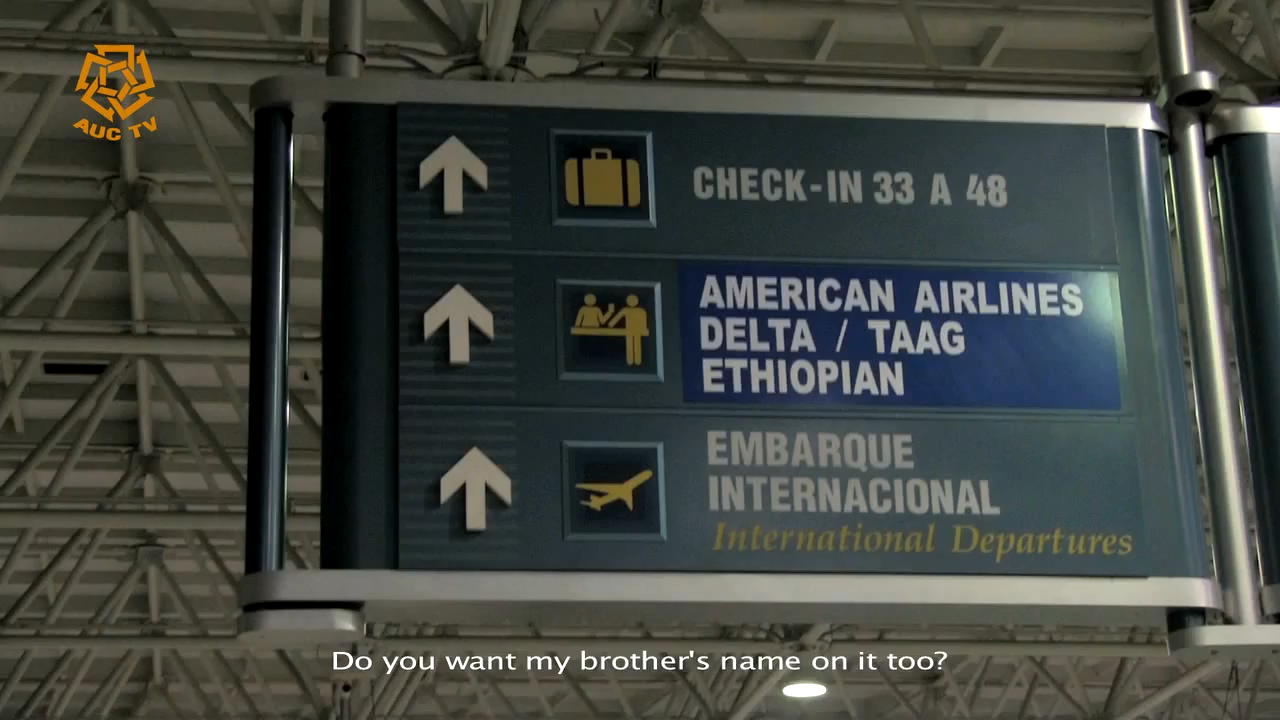 AUC TV
CHECK-IN 33 A 48
AMERICAN AIRLINES
DELTA / TAAG
ETHIOPIAN
EMBARQUE
INTERNACIONAL
International Departures
Do you want my brother's name on it too?